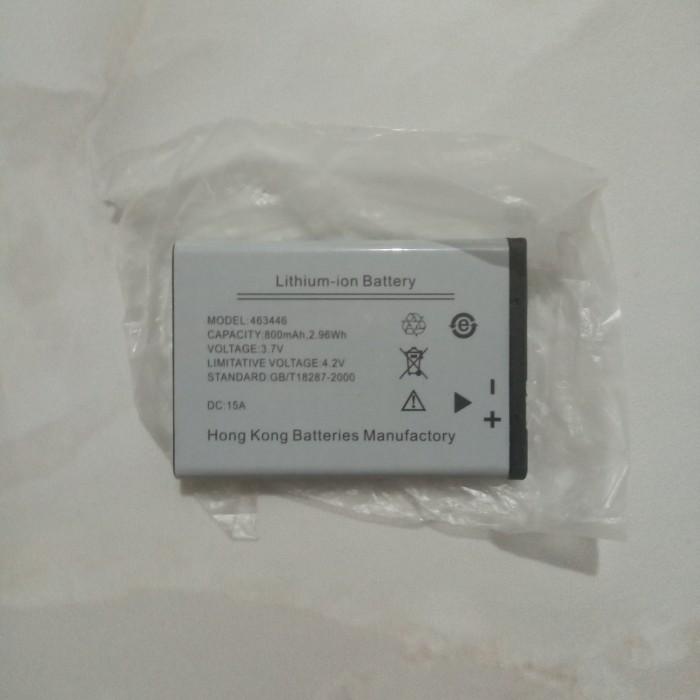 Lithium-ion Battery
MODEL:463446
CAPACITY:800mAh,2.96Wh
VOLTAGE:3.7V
LIMITATIVE VOLTAGE:4.2V
STANDARD:GB/T18287-2000
DC:15A
Hong Kong Batteries Manufactory
e
-
+